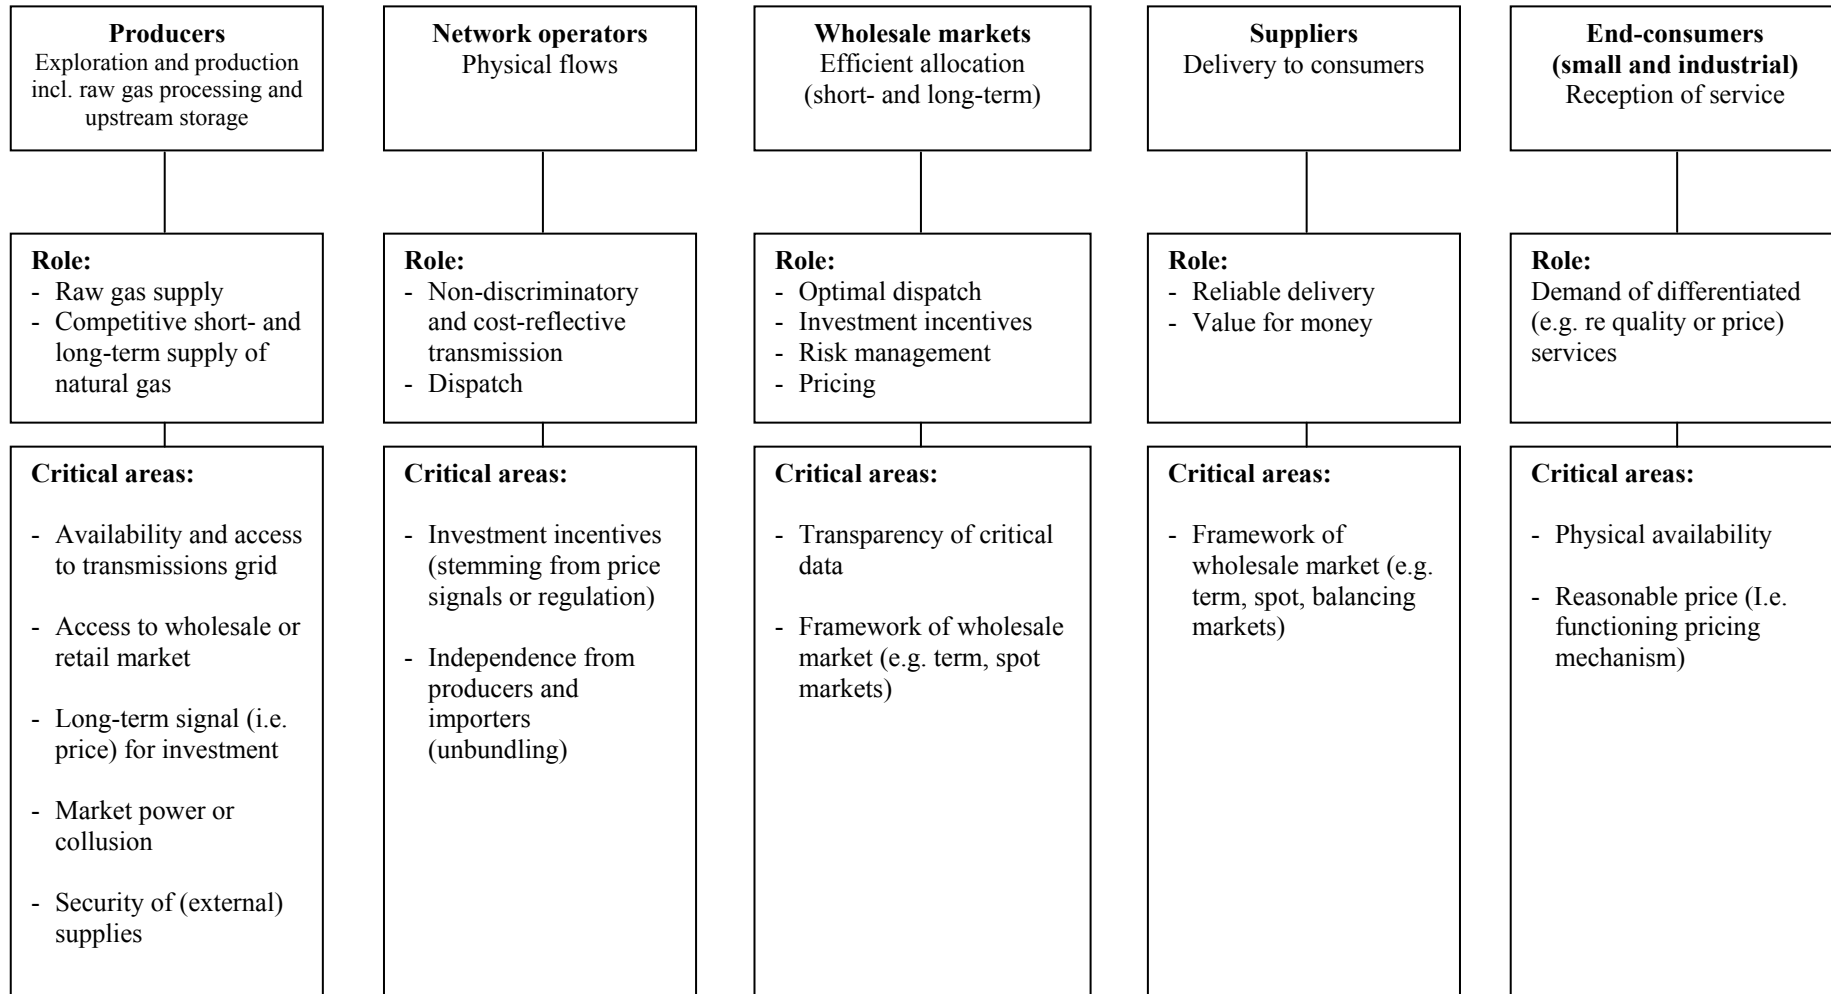 Producers
Exploration and production
incl. raw gas processing and
upstream storage
Network operators
Physical flows
Wholesale markets
Efficient allocation
(short- and long-term)
Suppliers
Delivery to consumers
End-consumers
(small and industrial)
Reception of service
Role:
- Raw gas supply
- Competitive short- and
long-term supply of
natural gas
Role:
- Non-discriminatory
and cost-reflective
transmission
- Dispatch
Role:
- Optimal dispatch
- Investment incentives
- Risk management
- Pricing
Role:
- Reliable delivery
- Value for money
Role:
Demand of differentiated
(e.g. re quality or price)
services
Critical areas:
- Availability and access
to transmissions grid
- Access to wholesale or
retail market
- Long-term signal (i.e.
price) for investment
- Market power or
collusion
- Security of (external)
supplies
Critical areas:
- Investment incentives
(stemming from price
signals or regulation)
- Independence from
producers and
importers
(unbundling)
Critical areas:
- Transparency of critical
data
- Framework of wholesale
market (e.g. term, spot
markets)
Critical areas:
- Framework of
wholesale market (e.g.
term, spot, balancing
markets)
Critical areas:
- Physical availability
- Reasonable price (I.e.
functioning pricing
mechanism)